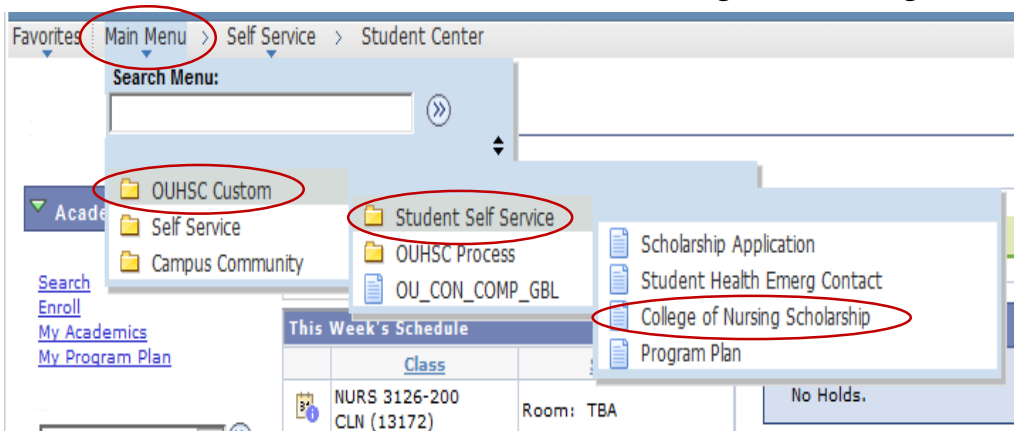 Favorites Main Menu > Self Service > Student Center
Search Menu:
OUHSC Custom
Self Service
Campus Community
Student Self Service
OUHSC Process
OU_CON_COMP_GBL
Scholarship Application
Student Health Emerg Contact
College of Nursing Scholarship
Program Plan
Acade
Search
Enroll
My Academics
My Program Plan
This Week's Schedule
Class
NURS 3126-200
CLN (13172)
Room: TBA
No Holds.